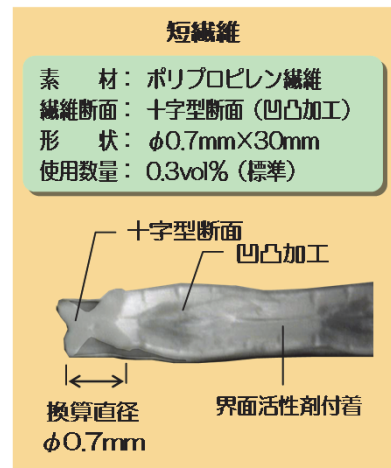 短繊維
素　　材：ポリプロピレン繊維
繊維断面：十字型断面（凹凸加工）
形　　状：φ0.7mm×30mm
使用数量：0.3vol％（標準）
十字型断面
凹凸加工
換算直径
φ0.7mm
界面活性剤付着